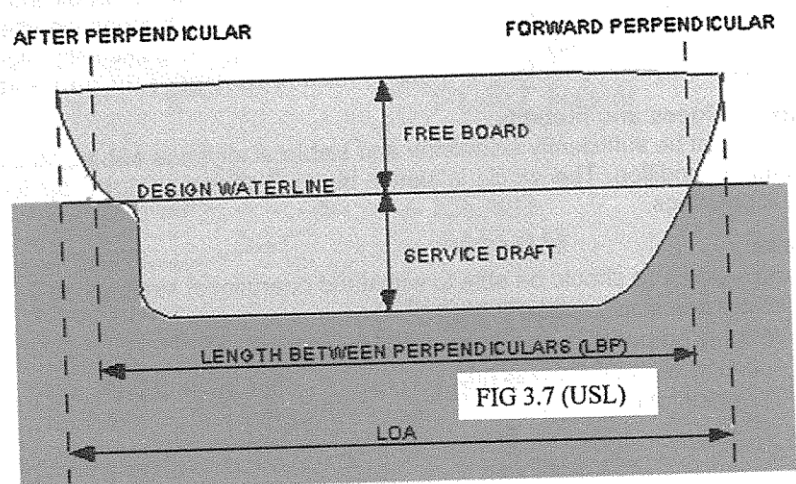 AFTER PERPENDICULAR
FORWARD PERPENDICULAR
FREE BOARD
DESIGN WATERLINE
SERVICE DRAFT
LENGTH BETWEEN PERPENDICULARS (LBP)
FIG 3.7 (USL)
LOA